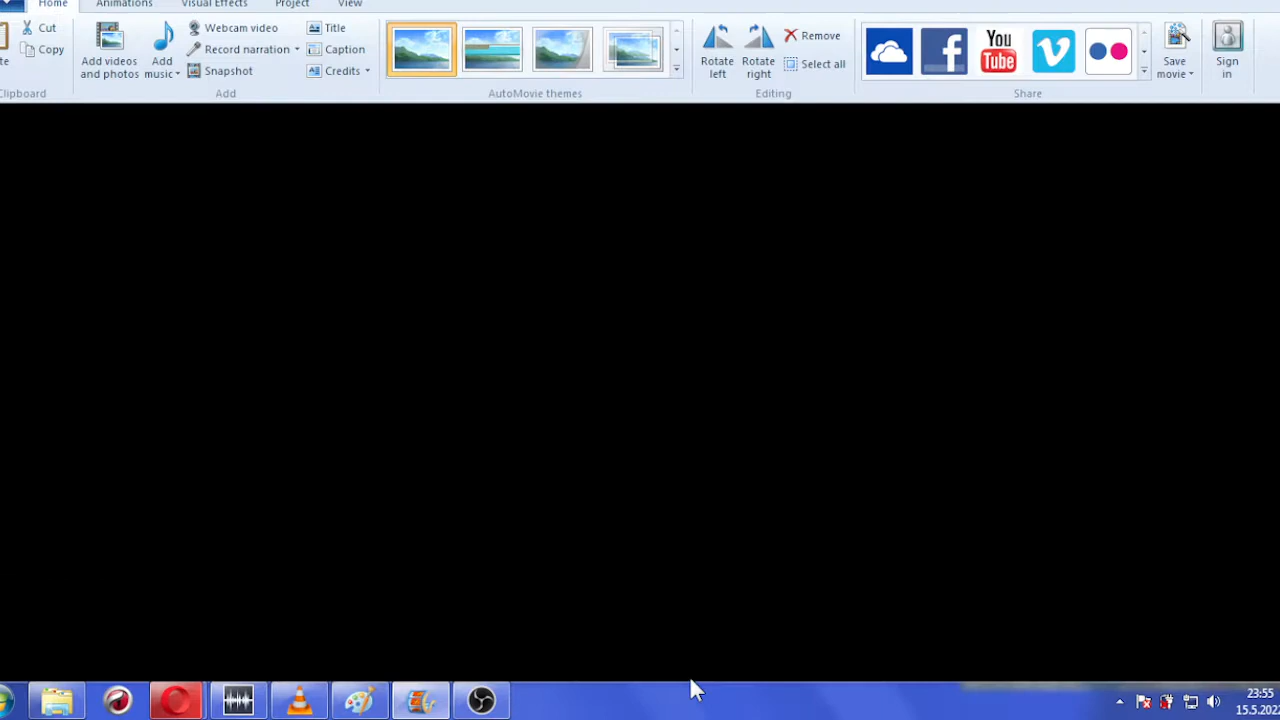 Home Animations Visual Effects Project View
Cut
Copy
Clipboard
Add videos and photos
Add music
Webcam video
Record narration
Snapshot
Title
Caption
Credits
Add
AutoMovie themes
Rotate left
Rotate right
Remove
Select all
Editing
You Tube
Share
Save movie
Sign in
23:55
15.5.202